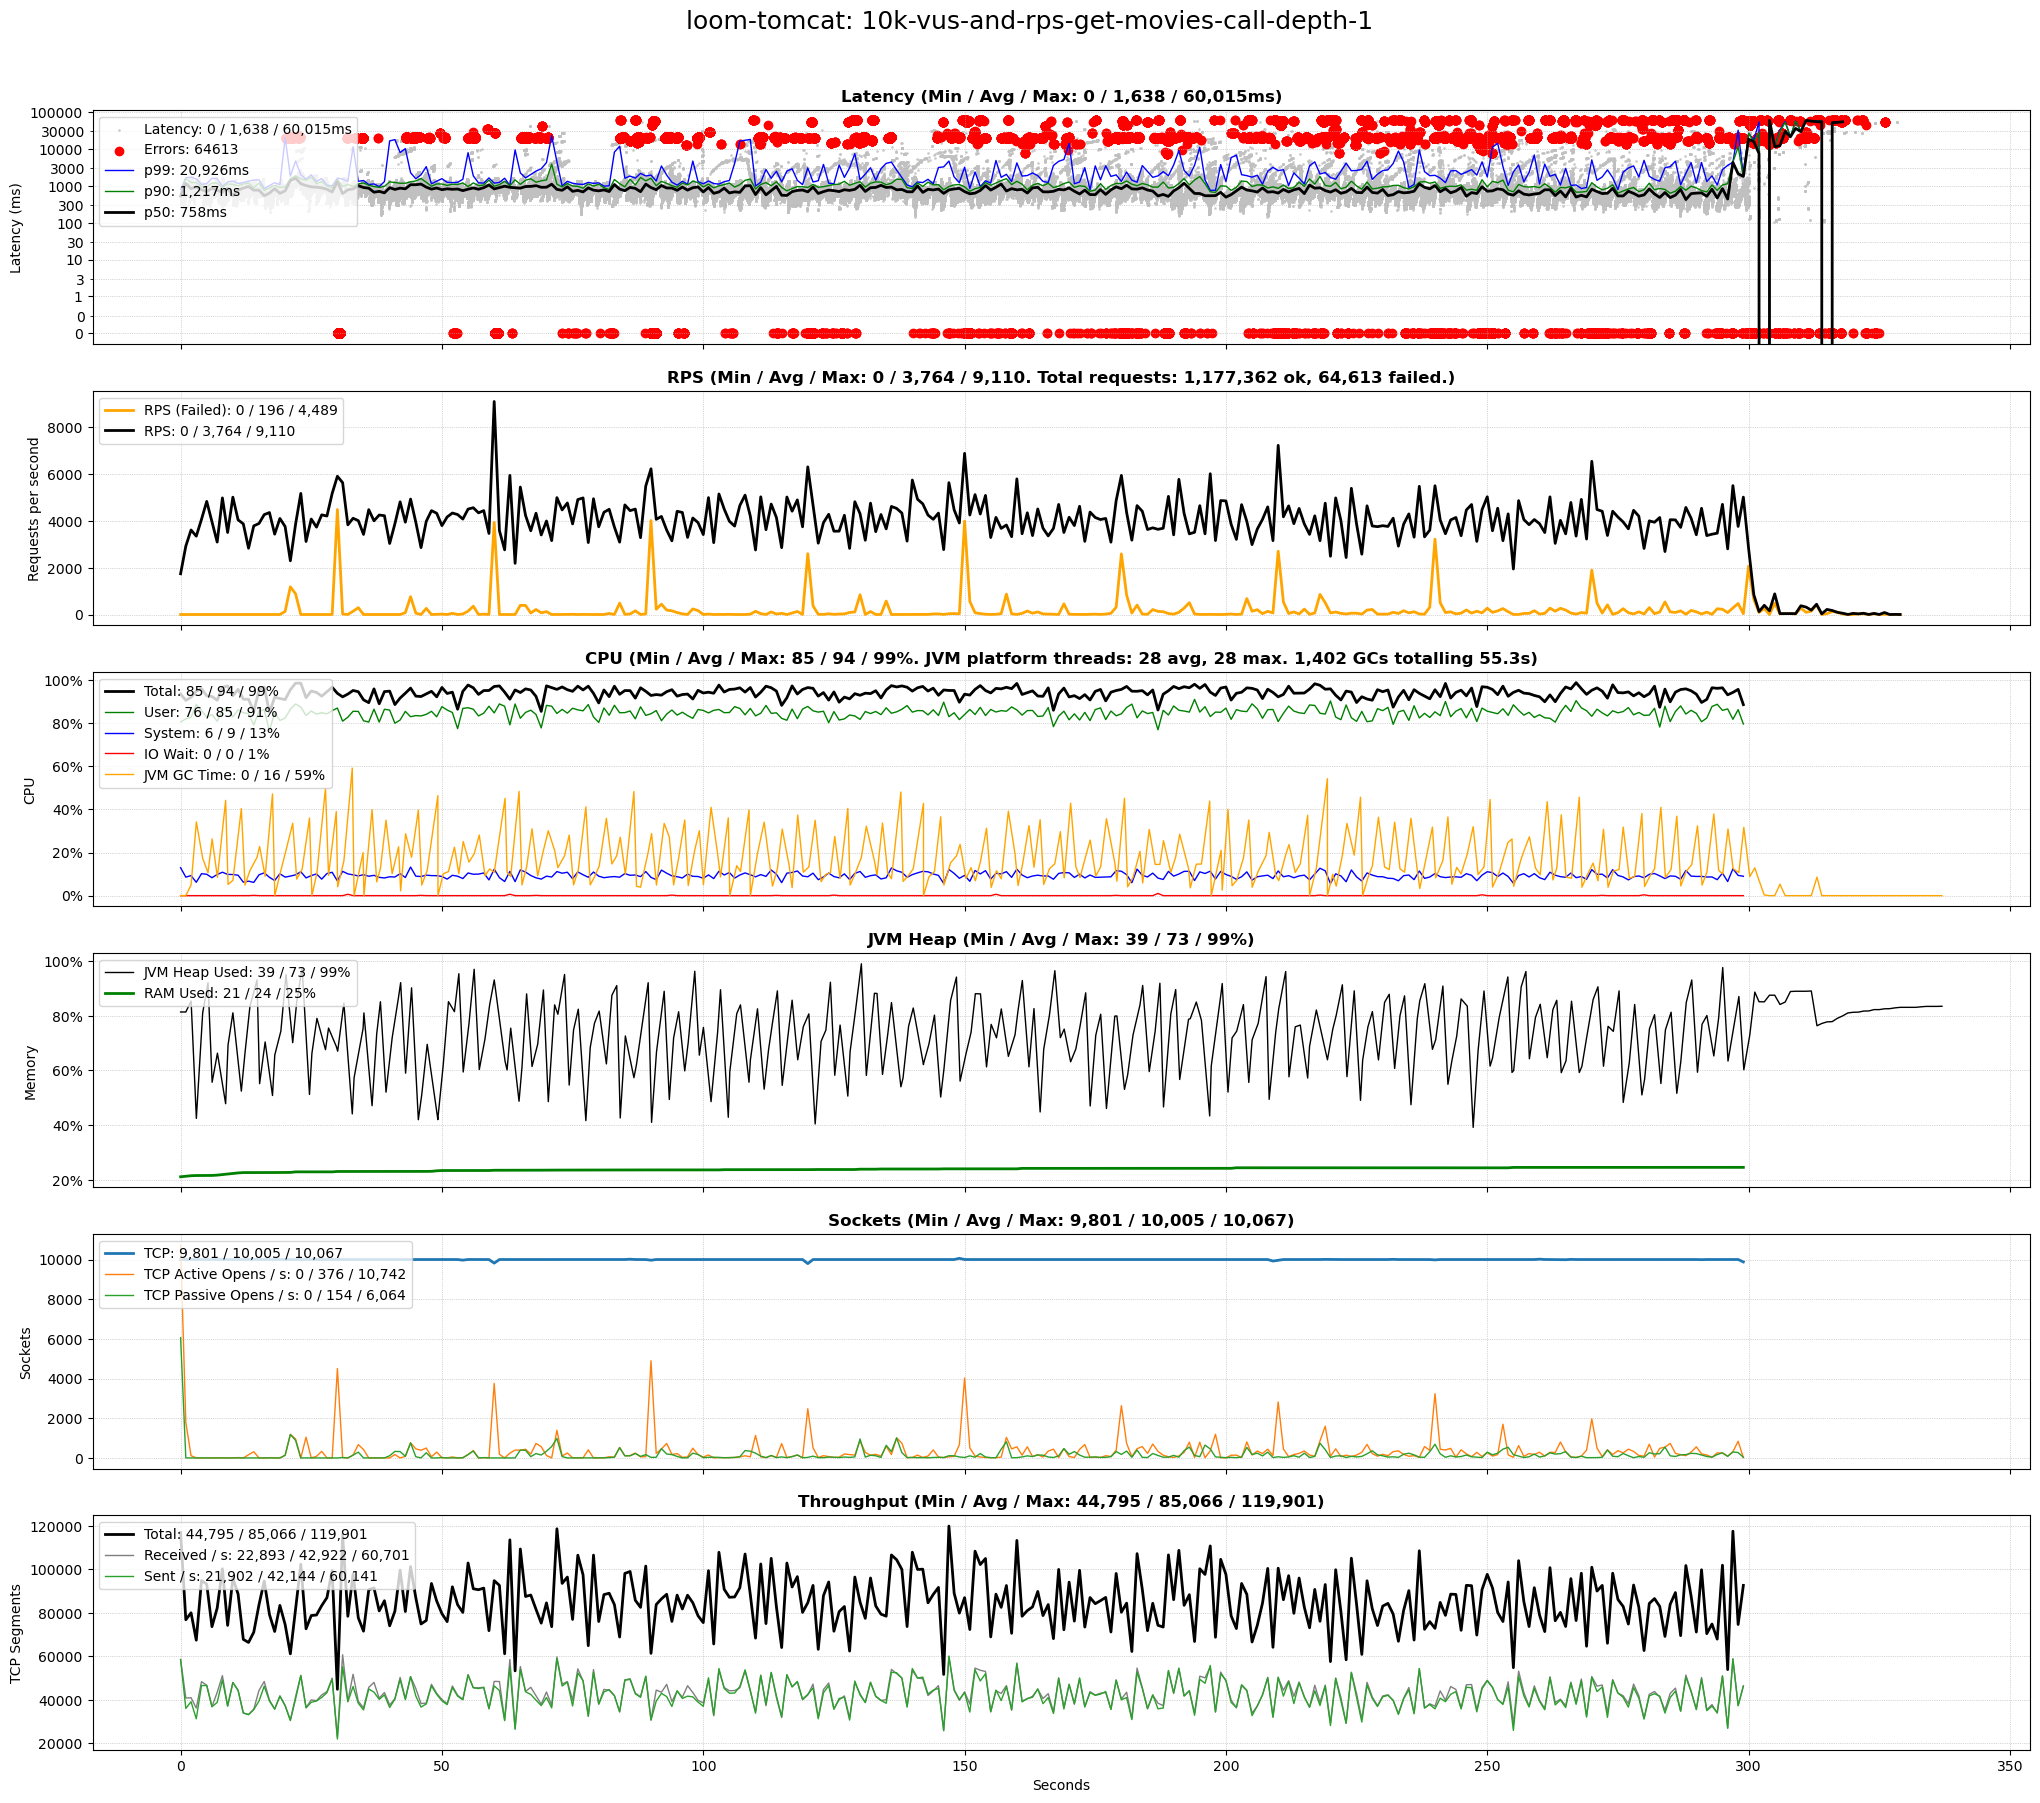 loom-tomcat: 10k-vus-and-rps-get-movies-call-depth-1
Latency (Min / Avg / Max: 0 / 1,638 / 60,015ms)
Latency (ms)
100000
30000
10000
3000
1000
300
100
30
10
3
1
0
0
Latency: 0 / 1,638 / 60,015ms
Errors: 64613
p99: 20,926ms
p90: 1,217ms
p50: 758ms
RPS (Min / Avg / Max: 0 / 3,764 / 9,110. Total requests: 1,177,362 ok, 64,613 failed.)
Requests per second
8000
6000
4000
2000
0
RPS (Failed): 0 / 196 / 4,489
RPS: 0 / 3,764 / 9,110
CPU (Min / Avg / Max: 85 / 94 / 99%. JVM platform threads: 28 avg, 28 max. 1,402 GCs totalling 55.3s)
CPU
100%
80%
60%
40%
20%
0%
Total: 85 / 94 / 99%
User: 76 / 85 / 91%
System: 6 / 9 / 13%
IO Wait: 0 / 0 / 1%
JVM GC Time: 0 / 16 / 59%
JVM Heap (Min / Avg / Max: 39 / 73 / 99%)
Memory
100%
80%
60%
40%
20%
JVM Heap Used: 39 / 73 / 99%
RAM Used: 21 / 24 / 25%
Sockets (Min / Avg / Max: 9,801 / 10,005 / 10,067)
Sockets
10000
8000
6000
4000
2000
0
TCP: 9,801 / 10,005 / 10,067
TCP Active Opens / s: 0 / 376 / 10,742
TCP Passive Opens / s: 0 / 154 / 6,064
Throughput (Min / Avg / Max: 44,795 / 85,066 / 119,901)
TCP Segments
120000
100000
80000
60000
40000
20000
Total: 44,795 / 85,066 / 119,901
Received / s: 22,893 / 42,922 / 60,701
Sent / s: 21,902 / 42,144 / 60,141
0 50 100 150 200 250 300 350
Seconds